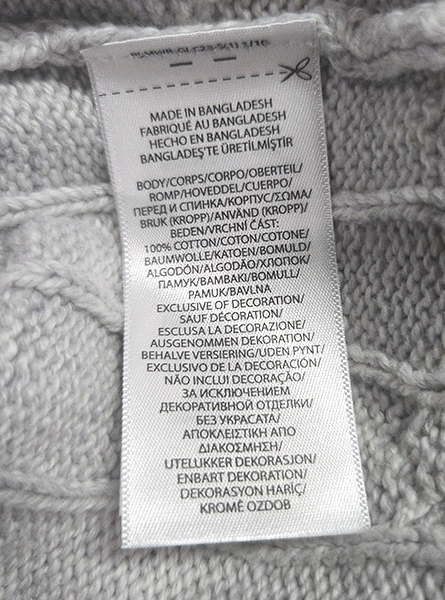 MADE IN BANGLADESH
FABRIQUÉ AU BANGLADESH
HECHO EN BANGLADESH
BANGLADEŞ'TE ÜRETİLMİŞTİR
BODY/CORPS/CORPO/OBERTEIL/
ROMP/HOVEDDEL/CUERPO/
ПЕРЕД И СПИНКА/КОРПУС/ΣΩΜΑ/
BRUK (KROPP)/ANVÄND (KROPP)/
BEDEN/VRCHNÍ ČÁST:
100% COTTON/COTON/COTONE/
BAUMWOLLE/KATOEN/BOMULD/
ALGODÓN/ALGODÃO/ХЛОПОК/
ПАМУК/ΒΑΜΒΑΚΙ/BOMULL/
PAMUK/BAVLNA
EXCLUSIVE OF DECORATION/
SAUF DÉCORATION/
ESCLUSA LA DECORAZIONE/
AUSGENOMMEN DEKORATION/
BEHALVE VERSIERING/UDEN PYNT/
EXCLUSIVO DE LA DECORACIÓN/
NÃO INCLUI DECORAÇÃO/
ЗА ИСКЛЮЧЕНИЕМ
ДЕКОРАТИВНОЙ ОТДЕЛКИ/
БЕЗ УКРАСАТА/
ΑΠΟΚΛΕΙΣΤΙΚΗ ΑΠΟ
ΔΙΑΚΟΣΜΗΣΗ/
UTELUKKER DEKORASJON/
ENBART DEKORATION/
DEKORASYON HARİÇ/
KROMĚ OZDOB